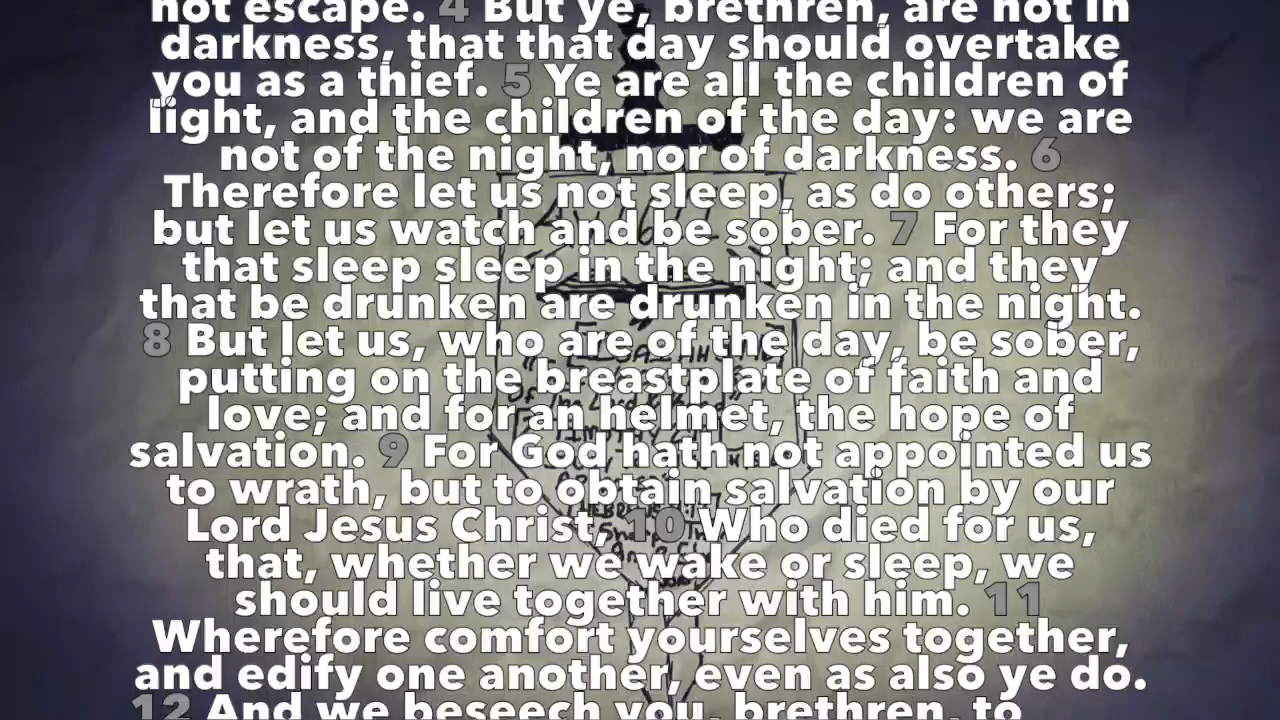 not escape. 4 But ye, brethren, are not in
darkness, that that day should overtake
you as a thief. 5 Ye are all the children of
light, and the children of the day: we are
not of the night, nor of darkness. 6
Therefore let us not sleep, as do others;
but let us watch and be sober. 7 For they
that sleep sleep in the night; and they
that be drunken are drunken in the night.
8 But let us, who are of the day, be sober,
putting on the breastplate of faith and
love; and for an helmet, the hope of
salvation. 9 For God hath not appointed us
to wrath, but to obtain salvation by our
Lord Jesus Christ, 10 Who died for us,
that, whether we wake or sleep, we
should live together with him. 11
Wherefore comfort yourselves together,
and edify one another, even as also ye do.
12 And we beseech you, brethren, to